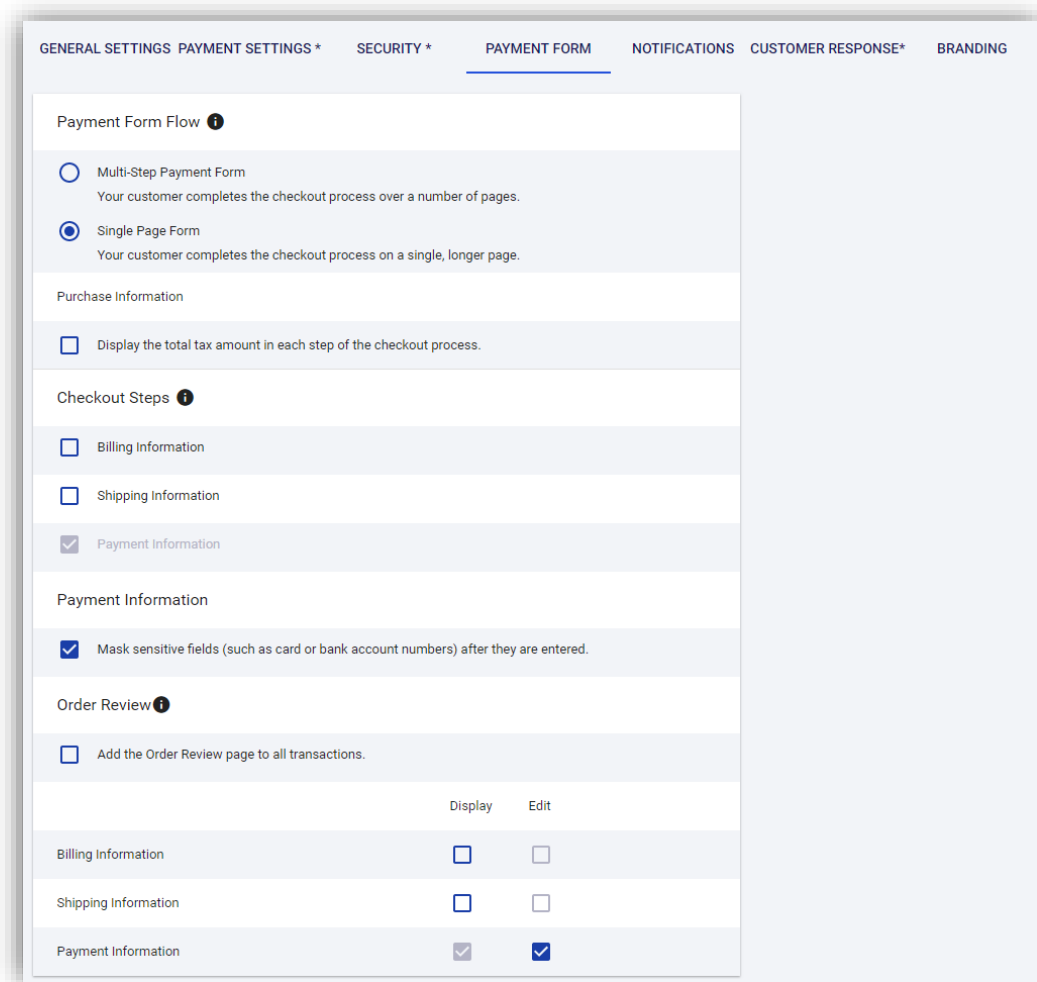 GENERAL SETTINGS PAYMENT SETTINGS * SECURITY * PAYMENT FORM NOTIFICATIONS CUSTOMER RESPONSE* BRANDING
Payment Form Flow
Multi-Step Payment Form
Your customer completes the checkout process over a number of pages.
Single Page Form
Your customer completes the checkout process on a single, longer page.
Purchase Information
Display the total tax amount in each step of the checkout process.
Checkout Steps
Billing Information
Shipping Information
Payment Information
Payment Information
Mask sensitive fields (such as card or bank account numbers) after they are entered.
Order Review
Add the Order Review page to all transactions.
Display Edit
Billing Information
Shipping Information
Payment Information